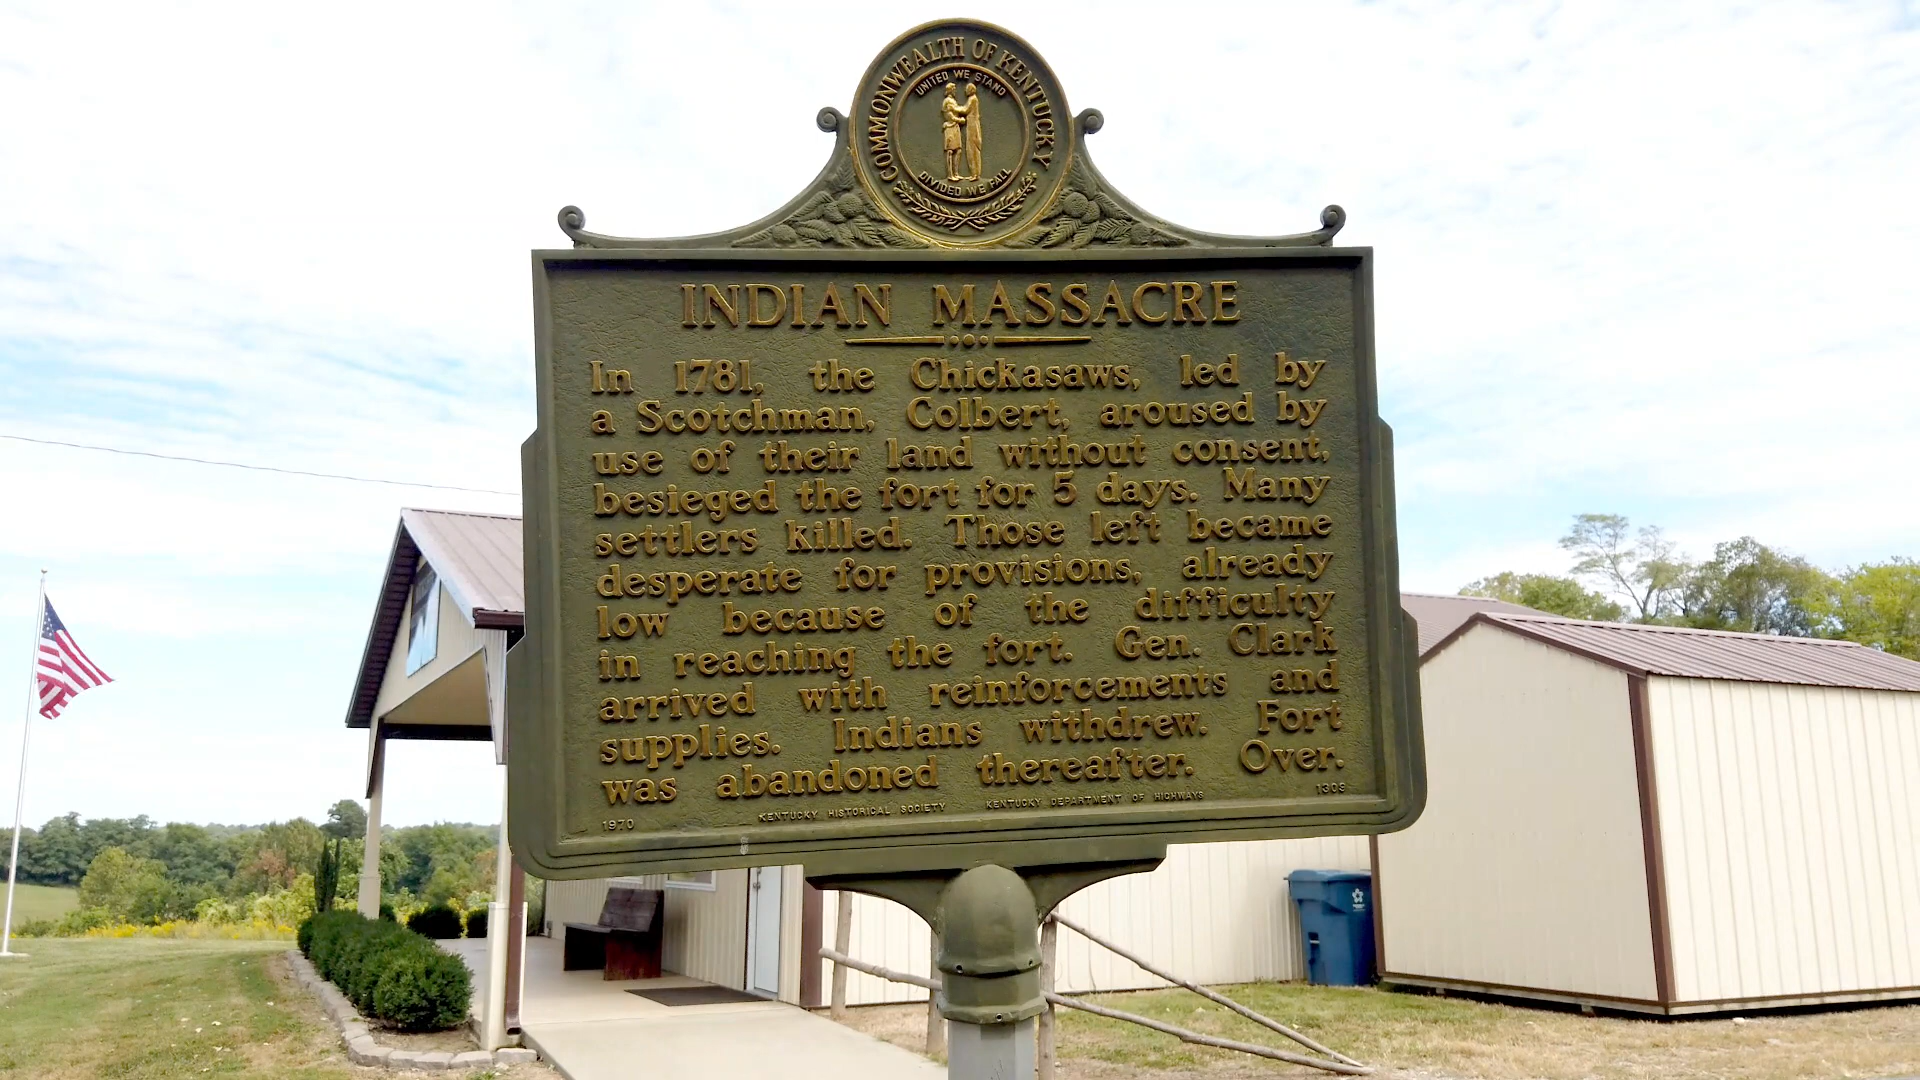 COMMONWEALTH OF KENTUCKY
UNITED WE STAND
DIVIDED WE FALL
INDIAN MASSACRE
In 1781, the Chickasaws, led by
a Scotchman, Colbert, aroused by
use of their land without consent,
besieged the fort for 5 days. Many
settlers killed. Those left became
desperate for provisions, already
low because of the difficulty
in reaching the fort. Gen. Clark
arrived with reinforcements and
supplies. Indians withdrew. Fort
was abandoned thereafter. Over.
1970 KENTUCKY HISTORICAL SOCIETY KENTUCKY DEPARTMENT OF HIGHWAYS 1303